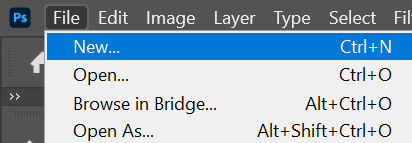 Ps File Edit Image Layer Type Select Fil
New... Ctrl+N
Open... Ctrl+O
Browse in Bridge... Alt+Ctrl+O
Open As... Alt+Shift+Ctrl+O